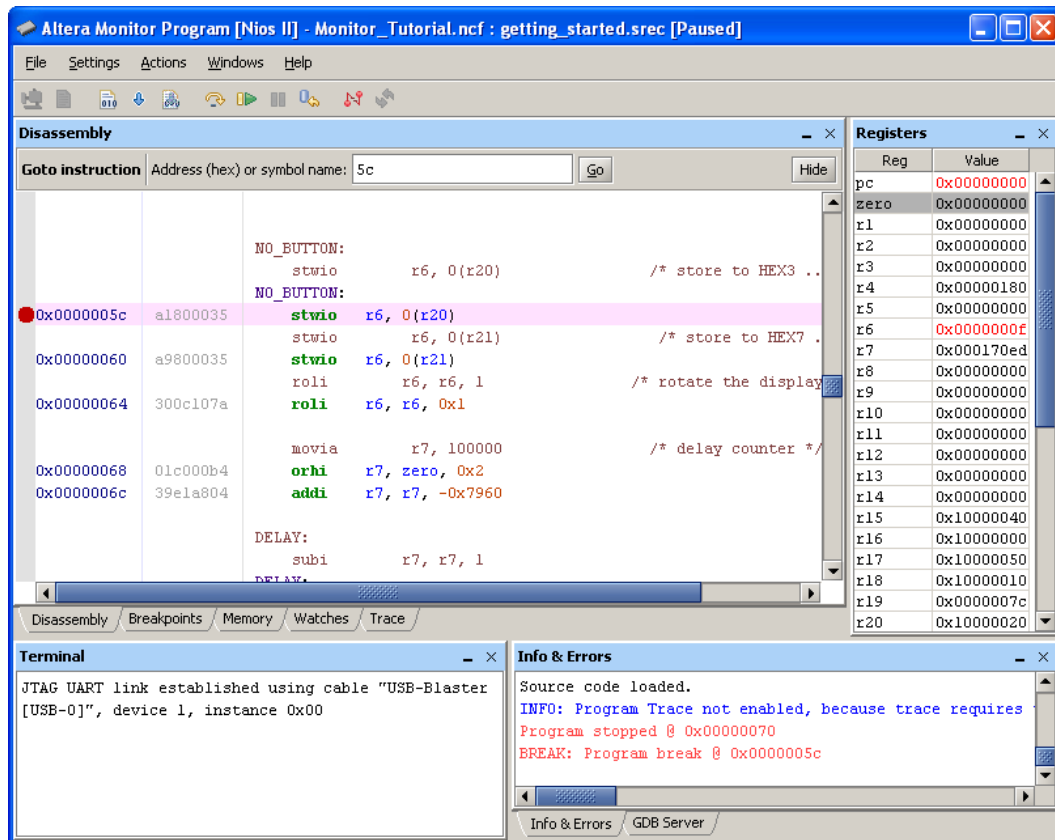 Altera Monitor Program [Nios II] - Monitor_Tutorial.ncf : getting_started.srec [Paused]
File Settings Actions Windows Help
Disassembly
Goto instruction Address (hex) or symbol name: 5c Go Hide
NO_BUTTON:
stwio r6, 0(r20) /* store to HEX3 ..
NO_BUTTON:
0x0000005c a1800035 stwio r6, 0(r20)
stwio r6, 0(r21) /* store to HEX7 .
0x00000060 a9800035 stwio r6, 0(r21)
roli r6, r6, 1 /* rotate the display
0x00000064 300c107a roli r6, r6, 0x1
movia r7, 100000 /* delay counter */
0x00000068 01c000b4 orhi r7, zero, 0x2
0x0000006c 39e1a804 addi r7, r7, -0x7960
DELAY:
subi r7, r7, 1
DELAY:
Disassembly Breakpoints Memory Watches Trace
Registers
Reg Value
pc 0x00000000
zero 0x00000000
r1 0x00000000
r2 0x00000000
r3 0x00000000
r4 0x00000180
r5 0x00000000
r6 0x0000000f
r7 0x000170ed
r8 0x00000000
r9 0x00000000
r10 0x00000000
r11 0x00000000
r12 0x00000000
r13 0x00000000
r14 0x00000000
r15 0x10000040
r16 0x10000000
r17 0x10000050
r18 0x10000010
r19 0x0000007c
r20 0x10000020
Terminal
JTAG UART link established using cable "USB-Blaster
[USB-0]", device 1, instance 0x00
Info & Errors
Source code loaded.
INFO: Program Trace not enabled, because trace requires
Program stopped @ 0x00000070
BREAK: Program break @ 0x0000005c
Info & Errors GDB Server